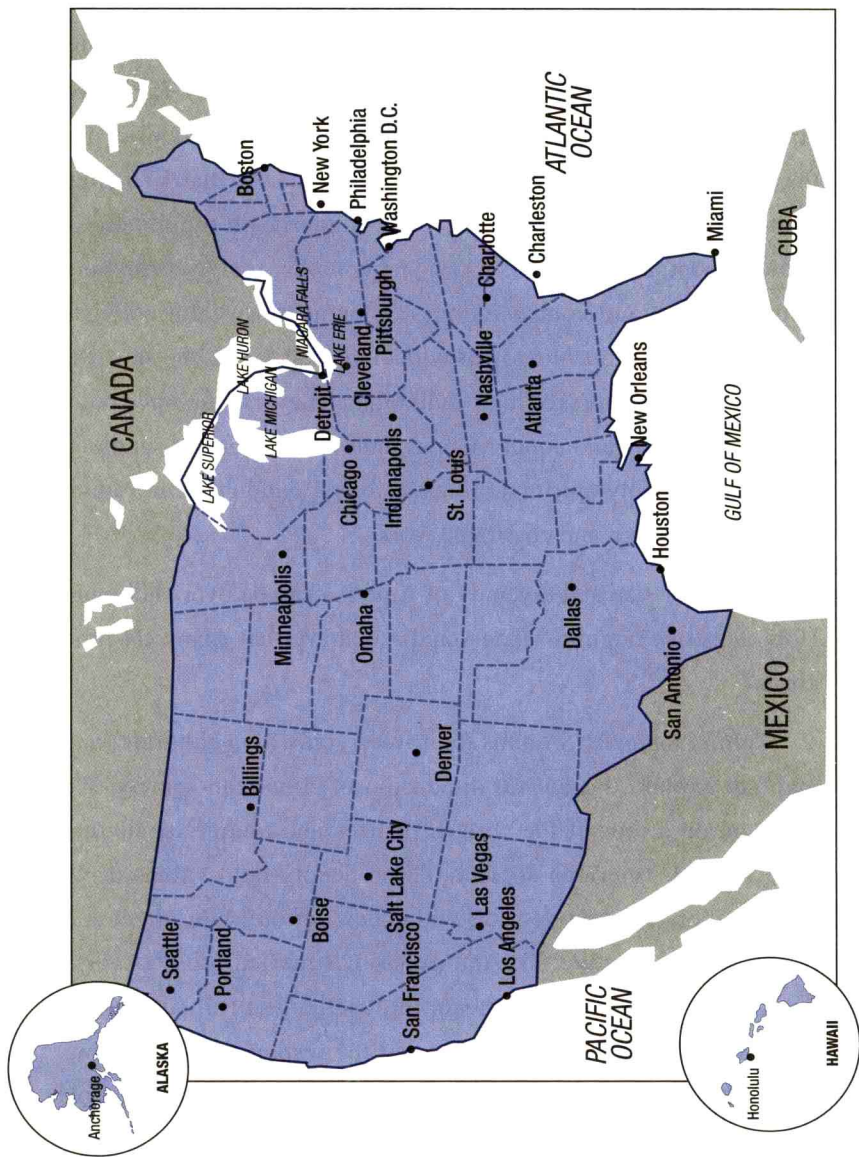 CANADA
LAKE SUPERIOR
LAKE HURON
LAKE MICHIGAN
NIAGARA FALLS
LAKE ERIE
Anchorage
ALASKA
Seattle
Portland
Billings
Boise
Minneapolis
Detroit
Boston
New York
Philadelphia
Washington D.C.
Cleveland
Pittsburgh
Chicago
Omaha
Indianapolis
St. Louis
Salt Lake City
Denver
San Francisco
Las Vegas
Los Angeles
Nashville
Charlotte
Charleston
Atlanta
Dallas
Houston
San Antonio
New Orleans
Miami
ATLANTIC
OCEAN
PACIFIC
OCEAN
GULF OF MEXICO
MEXICO
CUBA
Honolulu
HAWAII